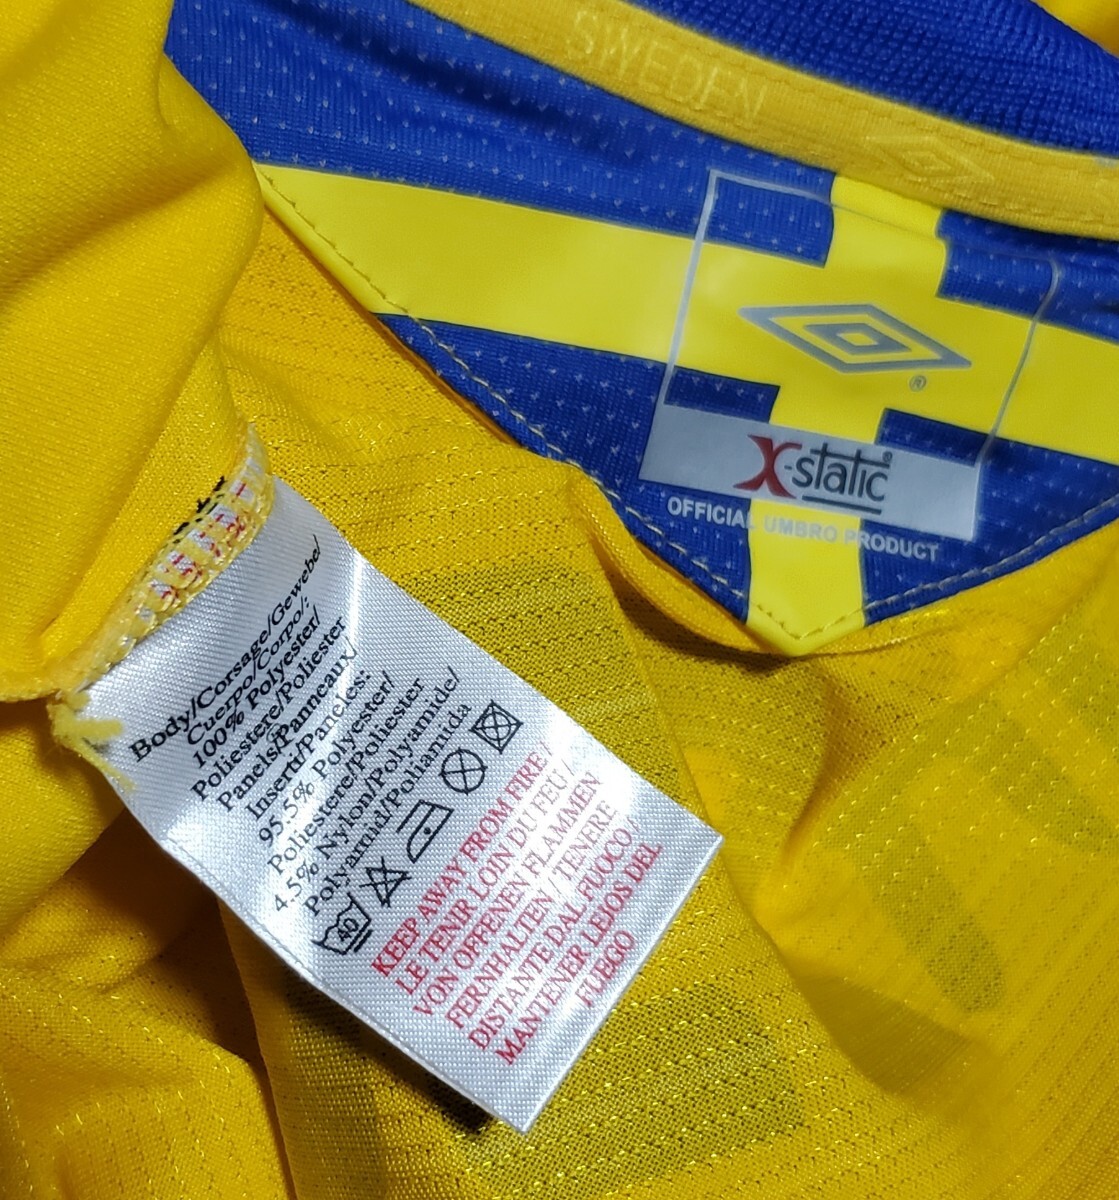 SWEDEN
®
X-static®
OFFICIAL UMBRO PRODUCT
Body/Corsage/Gewebe/
Cuerpo/Corpo/:
100% Polyester/
Poliestere/Poliester
Panels/Panneaux/
Inserti/Paneles:
95.5% Polyester/
Poliestere/Poliester
4.5% Nylon/Polyamide/
Polyamid/Poliamida
40
KEEP AWAY FROM FIRE /
LE TENIR LOIN DU FEU /
VON OFFENEN FLAMMEN
FERNHALTEN / TENERE
DISTANTE DAL FUOCO /
MANTENER LEJOS DEL
FUEGO